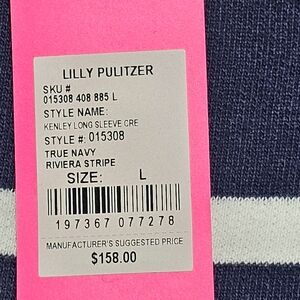 LILLY PULITZER
SKU #
015308 408 885 L
STYLE NAME:
KENLEY LONG SLEEVE CRE
STYLE #: 015308
TRUE NAVY
RIVIERA STRIPE
SIZE: L
197367 077278
MANUFACTURER'S SUGGESTED PRICE
$158.00